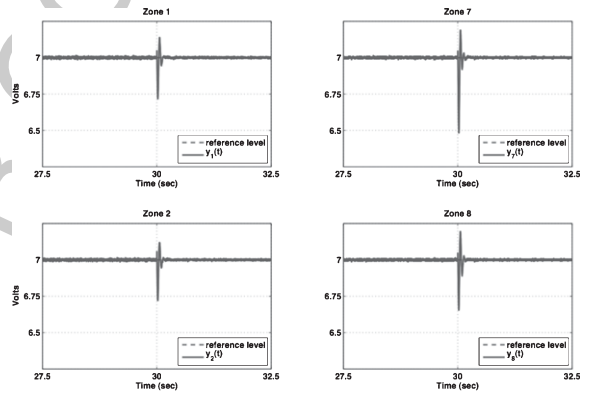 Zone 1
7
6.75
6.5
Volts
reference level
y1(t)
27.5
30
32.5
Time (sec)
Zone 7
7
6.75
6.5
reference level
y7(t)
27.5
30
32.5
Time (sec)
Zone 2
7
6.75
6.5
Volts
reference level
y2(t)
27.5
30
32.5
Time (sec)
Zone 8
7
6.75
6.5
reference level
y8(t)
27.5
30
32.5
Time (sec)